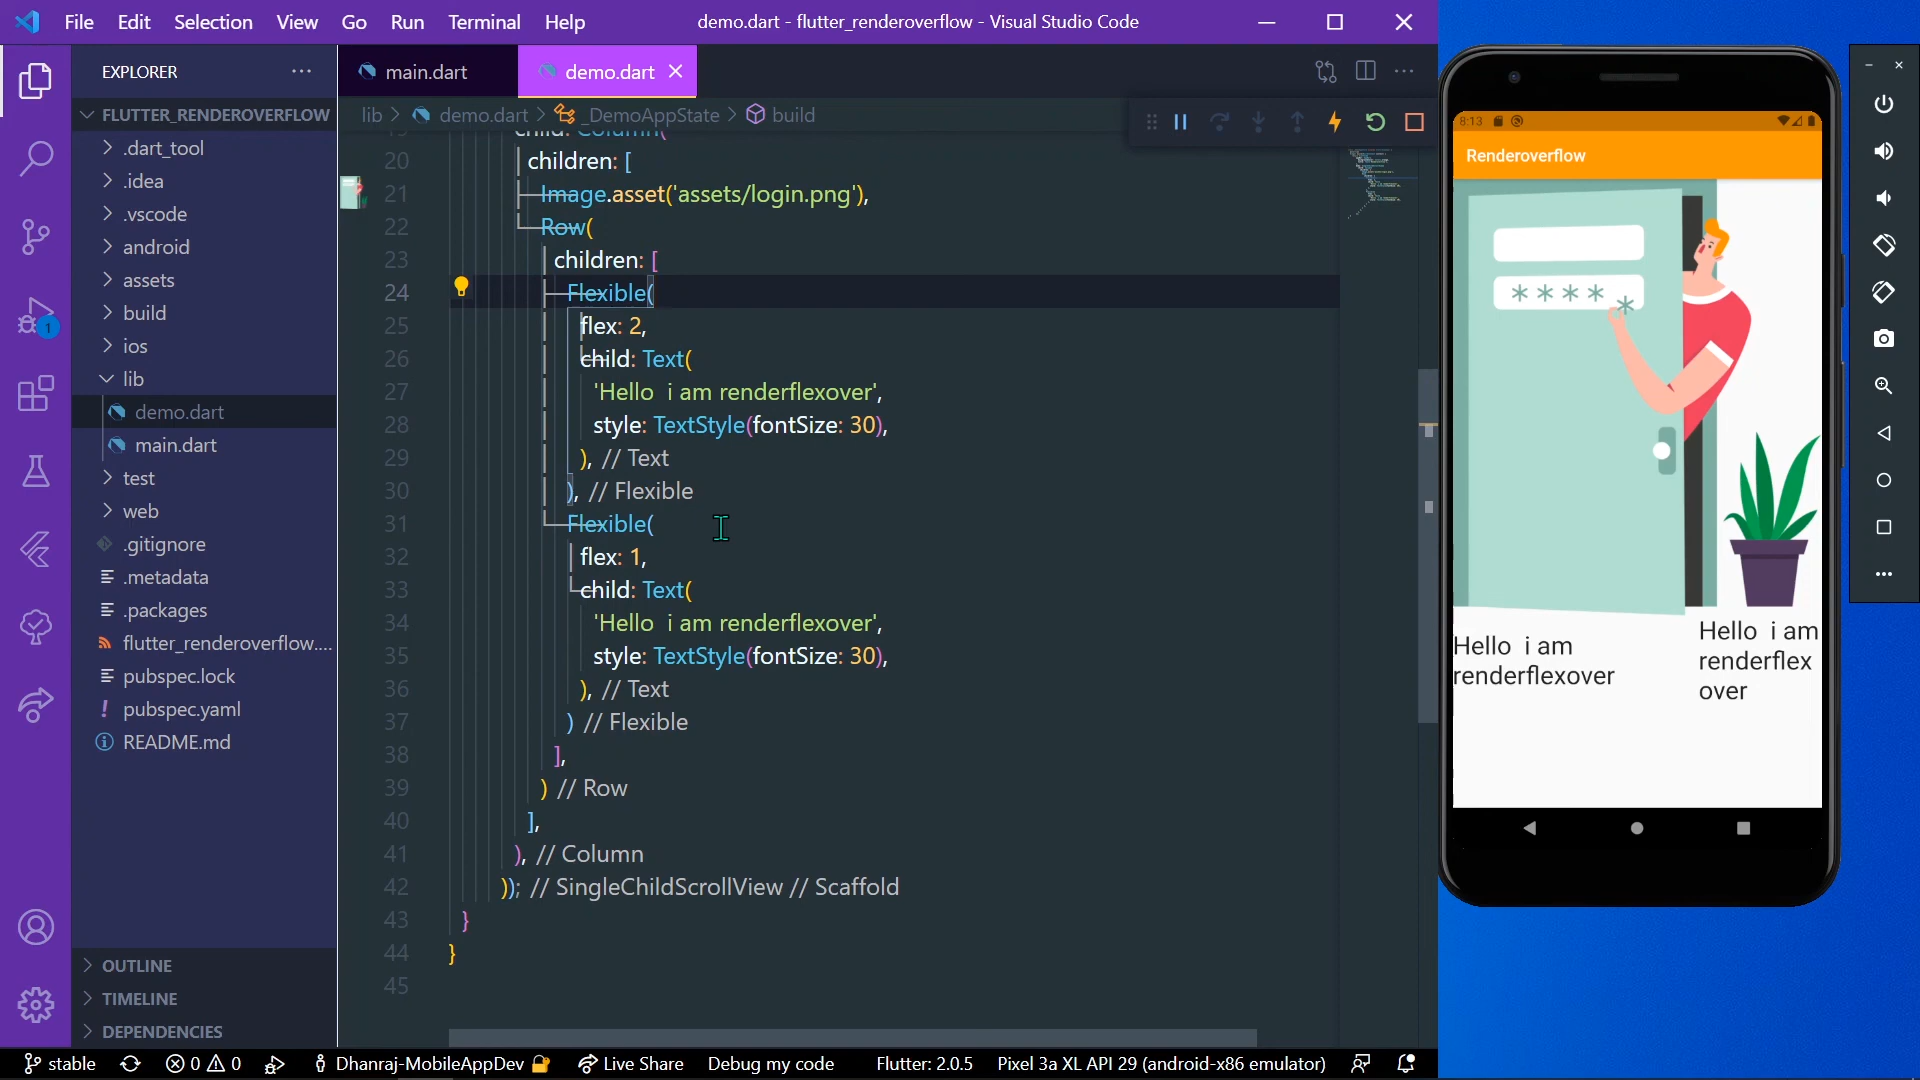 File Edit Selection View Go Run Terminal Help
demo.dart - flutter_renderoverflow - Visual Studio Code
EXPLORER
main.dart
demo.dart
FLUTTER_RENDEROVERFLOW
lib > demo.dart > _DemoAppState > build
.dart_tool
.idea
.vscode
android
assets
build
ios
lib
demo.dart
main.dart
test
web
.gitignore
.metadata
.packages
flutter_renderoverflow....
pubspec.lock
pubspec.yaml
README.md
OUTLINE
TIMELINE
DEPENDENCIES
1
19 child: Column(
20 children: [
21 Image.asset('assets/login.png'),
22 Row(
23 children: [
24 Flexible(
25 flex: 2,
26 child: Text(
27 'Hello  i am renderflexover',
28 style: TextStyle(fontSize: 30),
29 ), // Text
30 ), // Flexible
31 Flexible(
32 flex: 1,
33 child: Text(
34 'Hello  i am renderflexover',
35 style: TextStyle(fontSize: 30),
36 ), // Text
37 ) // Flexible
38 ],
39 ) // Row
40 ],
41 ), // Column
42 )); // SingleChildScrollView // Scaffold
43 }
44 }
45
8:13
Renderoverflow
****
*
Hello  i am
renderflexover
Hello  i am
renderflex
over
stable 0 0 Dhanraj-MobileAppDev Live Share Debug my code Flutter: 2.0.5 Pixel 3a XL API 29 (android-x86 emulator)